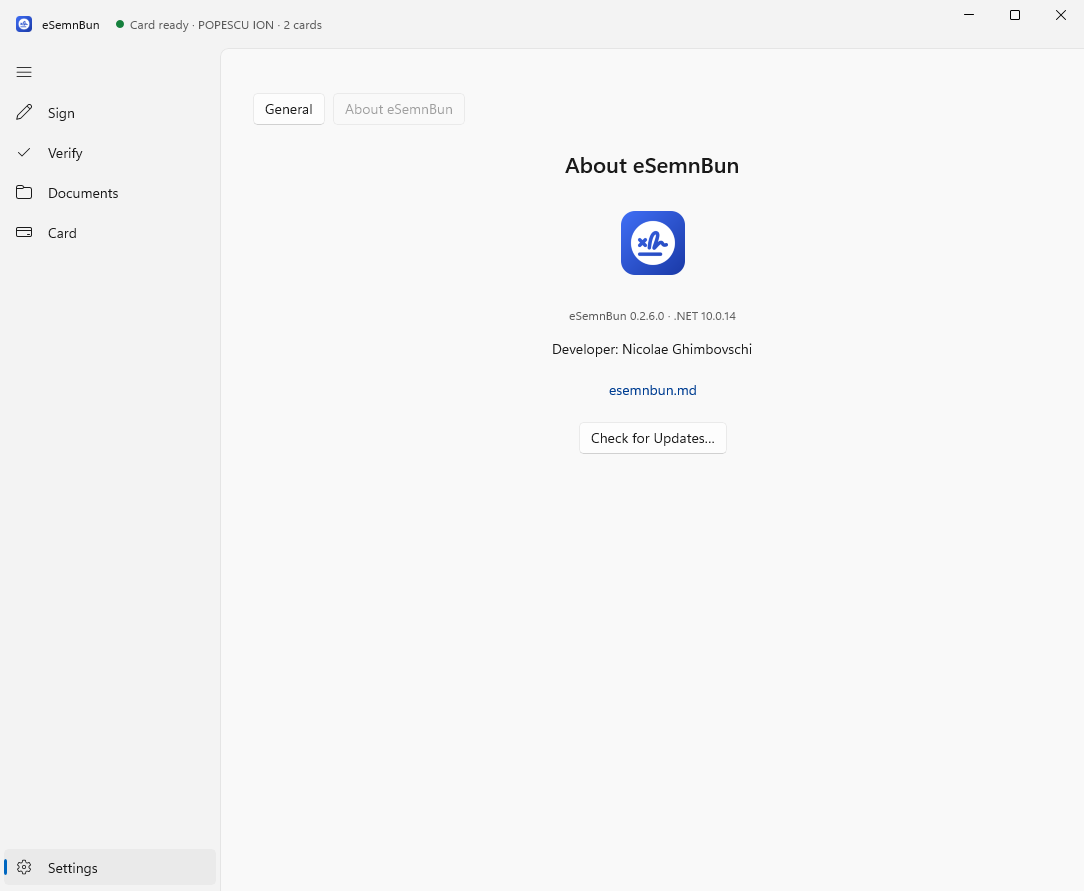 eSemnBun
Card ready · POPESCU ION · 2 cards
Sign
Verify
Documents
Card
Settings
General
About eSemnBun
About eSemnBun
eSemnBun 0.2.6.0 · .NET 10.0.14
Developer: Nicolae Ghimbovschi
esemnbun.md
Check for Updates...